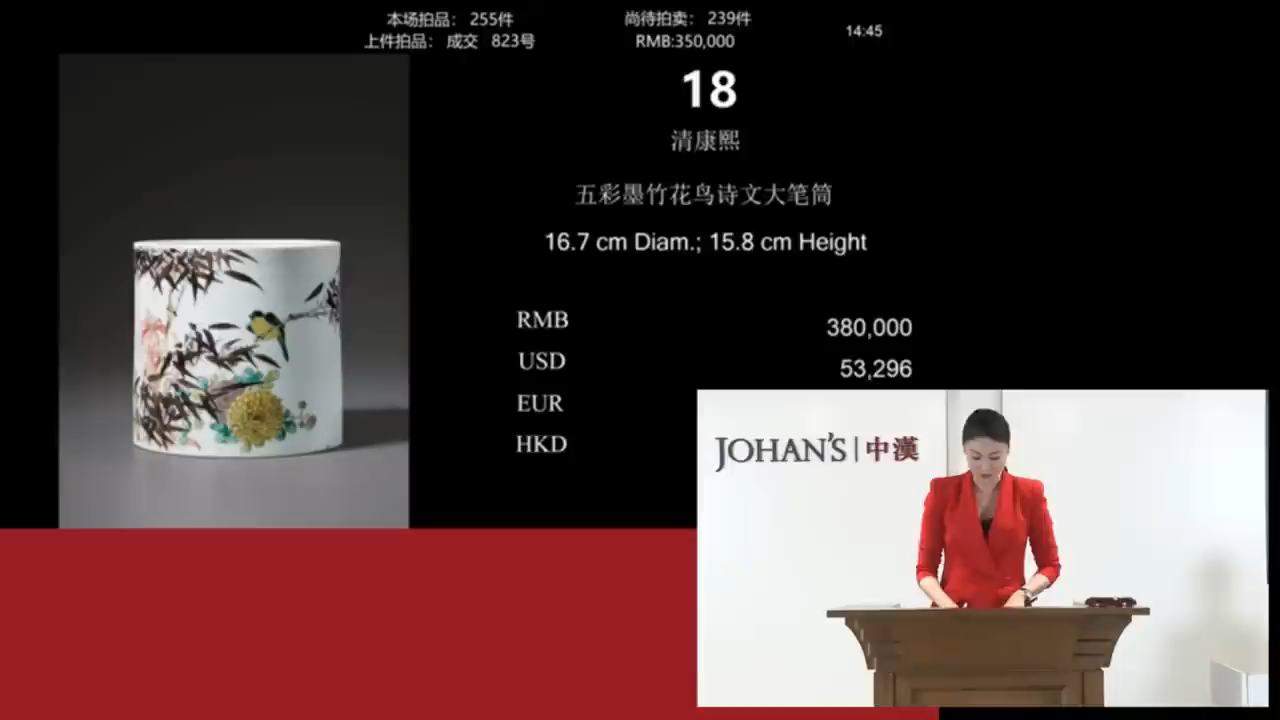 本场拍品： 255件 尚待拍卖： 239件
上件拍品： 成交 823号 RMB:350,000
14:45
18
清康熙
五彩墨竹花鸟诗文大笔筒
16.7 cm Diam.; 15.8 cm Height
RMB 380,000
USD 53,296
EUR
HKD
JOHAN'S | 中漢